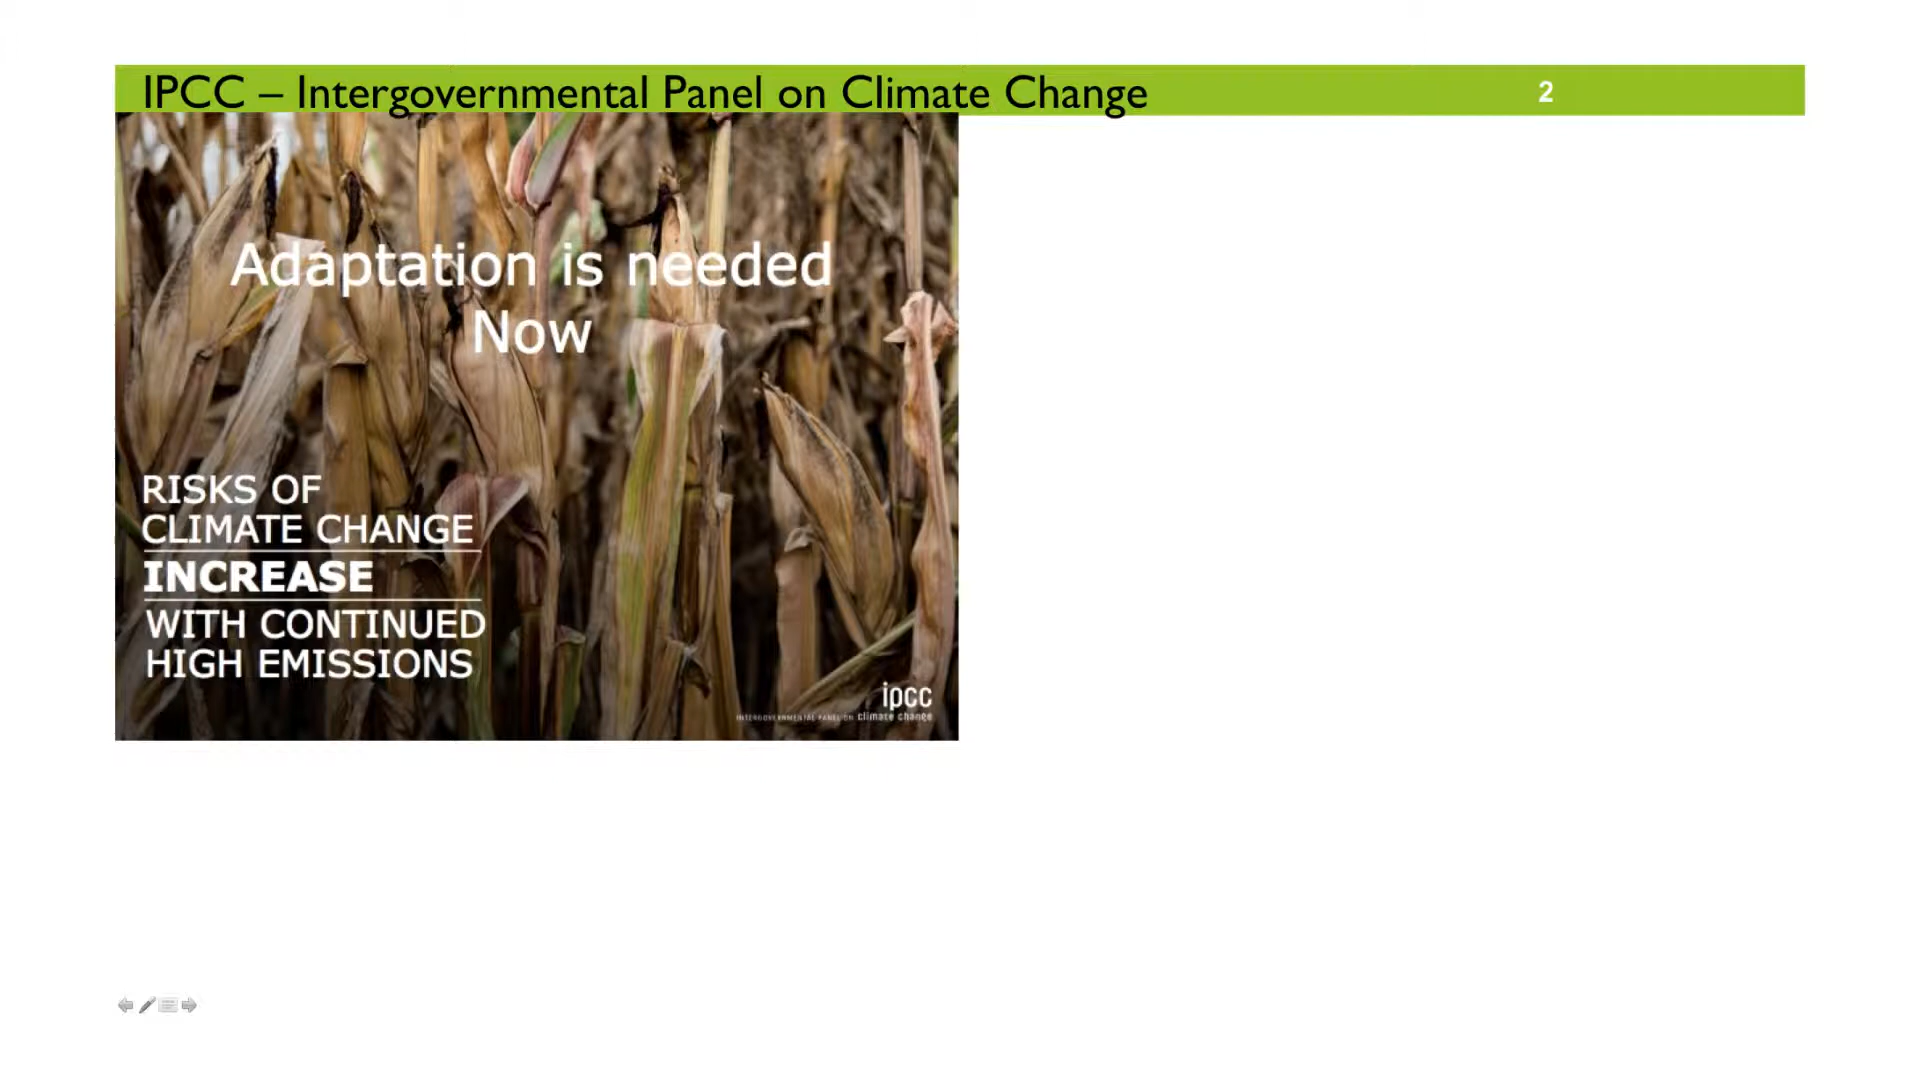 IPCC – Intergovernmental Panel on Climate Change
2
Adaptation is needed
Now
RISKS OF
CLIMATE CHANGE
INCREASE
WITH CONTINUED
HIGH EMISSIONS
ipcc
INTERGOVERNMENTAL PANEL ON climate change